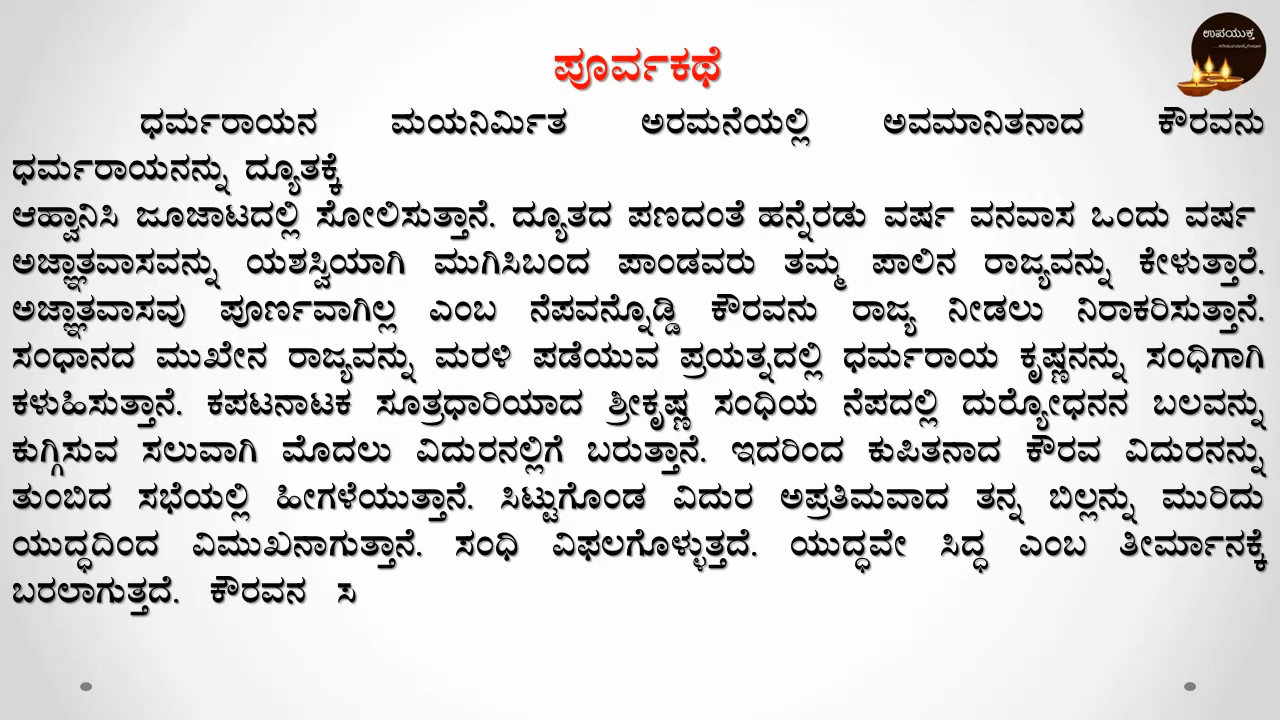 ಉಪಯುಕ್ತ
ಪೂರ್ವಕಥೆ
ಧರ್ಮರಾಯನ ಮಯನಿರ್ಮಿತ ಅರಮನೆಯಲ್ಲಿ ಅವಮಾನಿತನಾದ ಕೌರವನು
ಧರ್ಮರಾಯನನ್ನು ದ್ಯೂತಕ್ಕೆ
ಆಹ್ವಾನಿಸಿ ಜೂಜಾಟದಲ್ಲಿ ಸೋಲಿಸುತ್ತಾನೆ. ದ್ಯೂತದ ಪಣದಂತೆ ಹನ್ನೆರಡು ವರ್ಷ ವನವಾಸ ಒಂದು ವರ್ಷ
ಅಜ್ಞಾತವಾಸವನ್ನು ಯಶಸ್ವಿಯಾಗಿ ಮುಗಿಸಿಬಂದ ಪಾಂಡವರು ತಮ್ಮ ಪಾಲಿನ ರಾಜ್ಯವನ್ನು ಕೇಳುತ್ತಾರೆ.
ಅಜ್ಞಾತವಾಸವು ಪೂರ್ಣವಾಗಿಲ್ಲ ಎಂಬ ನೆಪವನ್ನೊಡ್ಡಿ ಕೌರವನು ರಾಜ್ಯ ನೀಡಲು ನಿರಾಕರಿಸುತ್ತಾನೆ.
ಸಂಧಾನದ ಮುಖೇನ ರಾಜ್ಯವನ್ನು ಮರಳಿ ಪಡೆಯುವ ಪ್ರಯತ್ನದಲ್ಲಿ ಧರ್ಮರಾಯ ಕೃಷ್ಣನನ್ನು ಸಂಧಿಗಾಗಿ
ಕಳುಹಿಸುತ್ತಾನೆ. ಕಪಟನಾಟಕ ಸೂತ್ರಧಾರಿಯಾದ ಶ್ರೀಕೃಷ್ಣ ಸಂಧಿಯ ನೆಪದಲ್ಲಿ ದುರ್‍ಯೋಧನನ ಬಲವನ್ನು
ಕುಗ್ಗಿಸುವ ಸಲುವಾಗಿ ಮೊದಲು ವಿದುರನಲ್ಲಿಗೆ ಬರುತ್ತಾನೆ. ಇದರಿಂದ ಕುಪಿತನಾದ ಕೌರವ ವಿದುರನನ್ನು
ತುಂಬಿದ ಸಭೆಯಲ್ಲಿ ಹೀಗಳೆಯುತ್ತಾನೆ. ಸಿಟ್ಟುಗೊಂಡ ವಿದುರ ಅಪ್ರತಿಮವಾದ ತನ್ನ ಬಿಲ್ಲನ್ನು ಮುರಿದು
ಯುದ್ಧದಿಂದ ವಿಮುಖನಾಗುತ್ತಾನೆ. ಸಂಧಿ ವಿಫಲಗೊಳ್ಳುತ್ತದೆ. ಯುದ್ಧವೇ ಸಿದ್ಧ ಎಂಬ ತೀರ್ಮಾನಕ್ಕೆ
ಬರಲಾಗುತ್ತದೆ. ಕೌರವನ ಸಿ